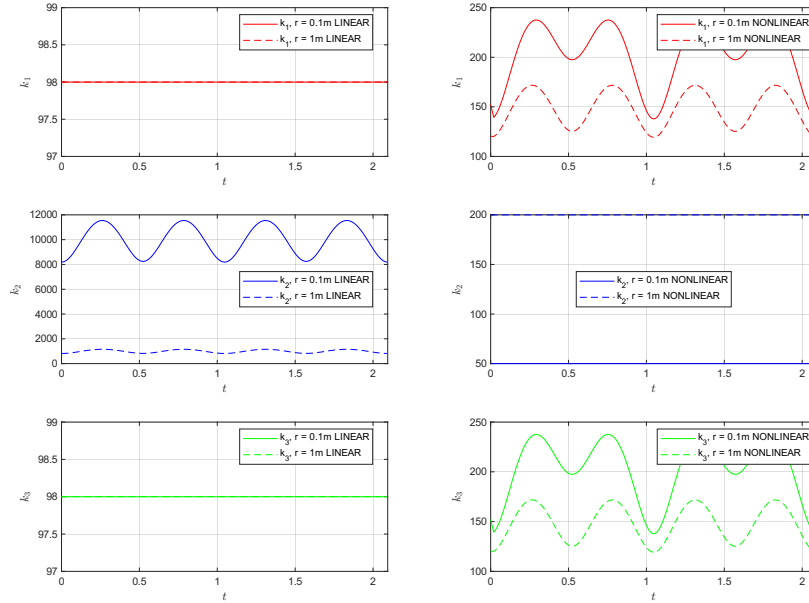 99
98.5
98
97.5
97
k1
0
0.5
1
1.5
2
t
k1, r = 0.1m LINEAR
k1, r = 1m LINEAR
250
200
150
100
k1
0
0.5
1
1.5
2
t
k1, r = 0.1m NONLINEAR
k1, r = 1m NONLINEAR
12000
10000
8000
6000
4000
2000
0
k2
0
0.5
1
1.5
2
t
k2, r = 0.1m LINEAR
k2, r = 1m LINEAR
200
150
100
50
k2
0
0.5
1
1.5
2
t
k2, r = 0.1m NONLINEAR
k2, r = 1m NONLINEAR
99
98.5
98
97.5
97
k3
0
0.5
1
1.5
2
t
k3, r = 0.1m LINEAR
k3, r = 1m LINEAR
250
200
150
100
50
k3
0
0.5
1
1.5
2
t
k3, r = 0.1m NONLINEAR
k3, r = 1m NONLINEAR